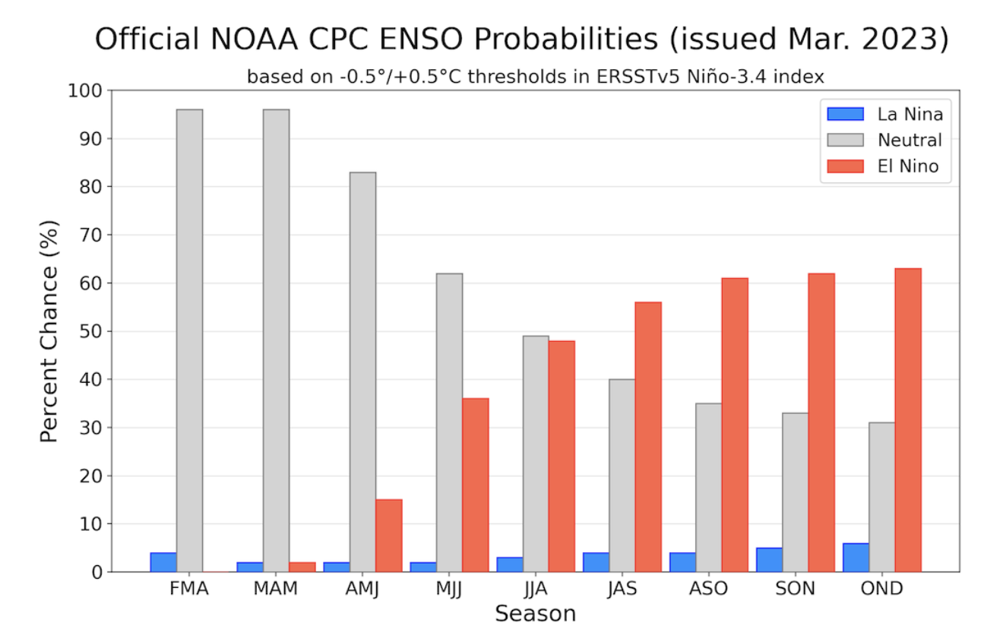 Official NOAA CPC ENSO Probabilities (issued Mar. 2023)
based on -0.5°/+0.5°C thresholds in ERSSTv5 Niño-3.4 index
La Nina
Neutral
El Nino
Percent Chance (%)
100
90
80
70
60
50
40
30
20
10
0
FMA MAM AMJ MJJ JJA JAS ASO SON OND
Season